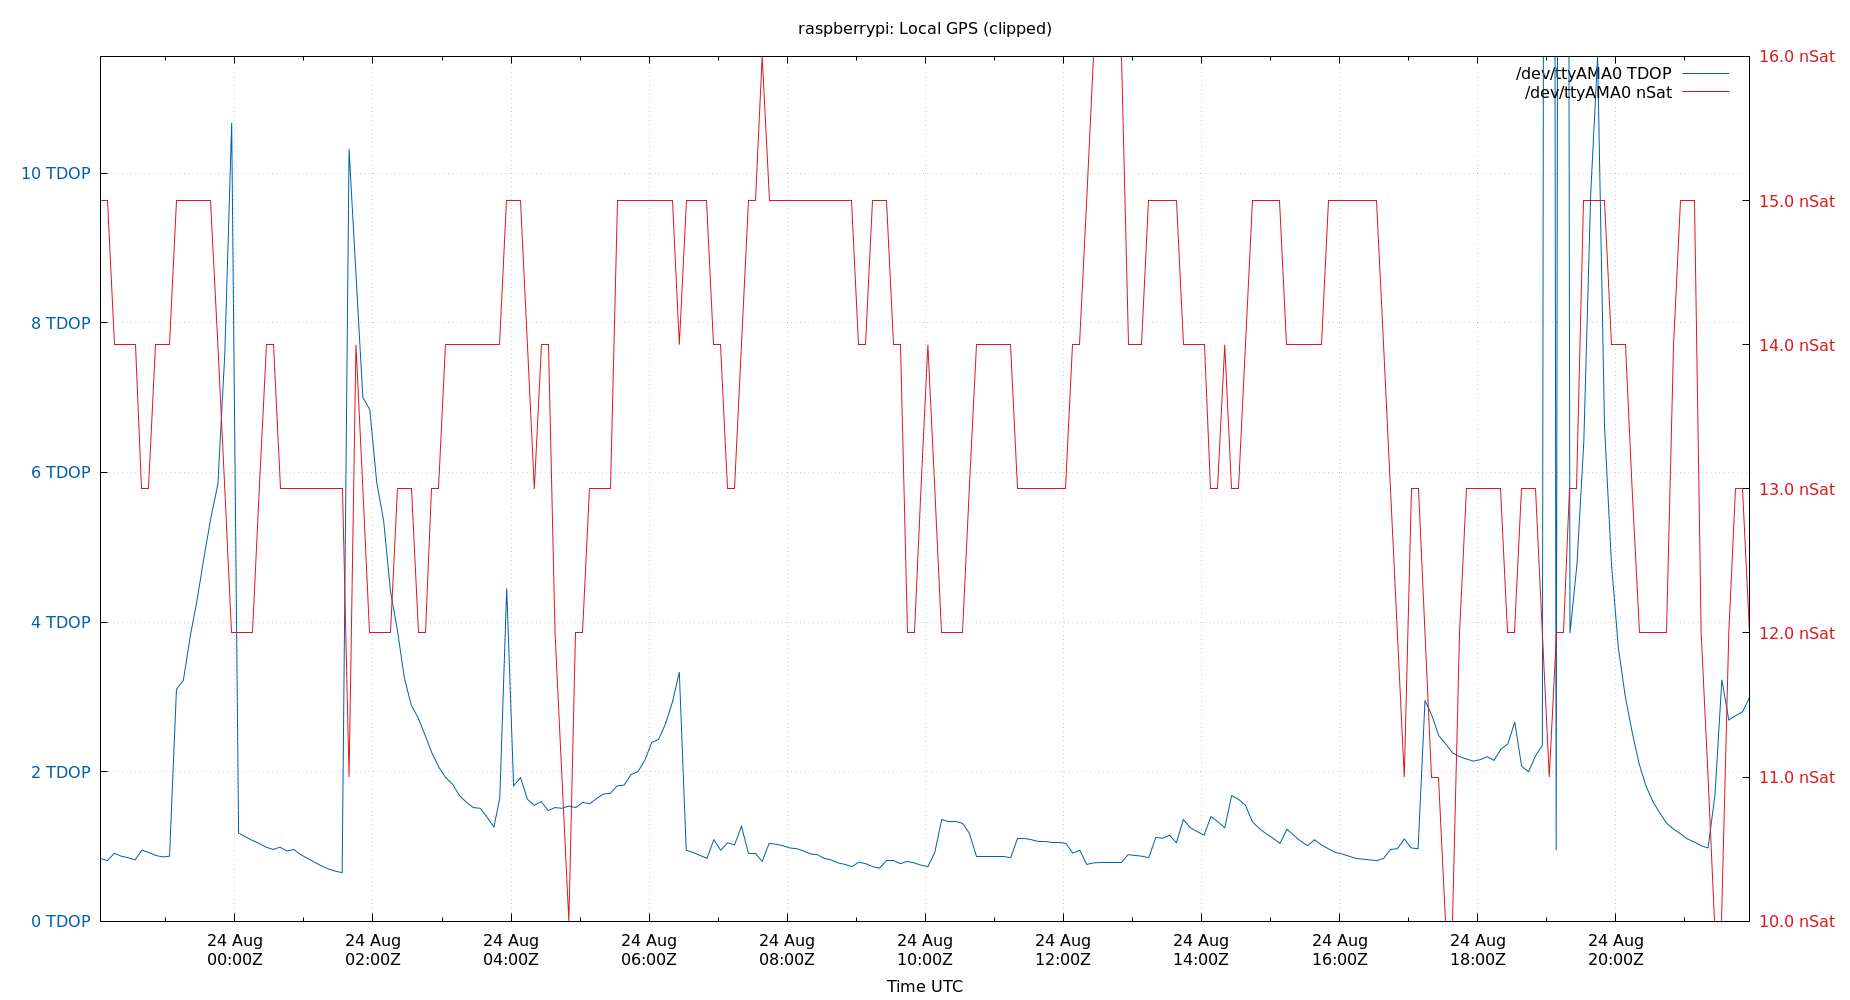 raspberrypi: Local GPS (clipped)
/dev/ttyAMA0 TDOP
/dev/ttyAMA0 nSat
10 TDOP
8 TDOP
6 TDOP
4 TDOP
2 TDOP
0 TDOP
16.0 nSat
15.0 nSat
14.0 nSat
13.0 nSat
12.0 nSat
11.0 nSat
10.0 nSat
24 Aug 24 Aug 24 Aug 24 Aug 24 Aug 24 Aug 24 Aug 24 Aug 24 Aug 24 Aug 24 Aug
00:00Z 02:00Z 04:00Z 06:00Z 08:00Z 10:00Z 12:00Z 14:00Z 16:00Z 18:00Z 20:00Z
Time UTC